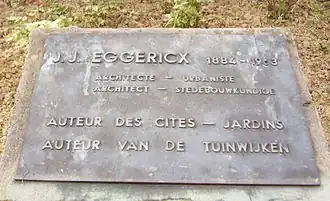 J.J. EGGERICX 1884-1963
ARCHITECTE - URBANISTE
ARCHITECT - STEDEBOUWKUNDIGE
AUTEUR DES CITES - JARDINS
AUTEUR VAN DE TUINWIJKEN